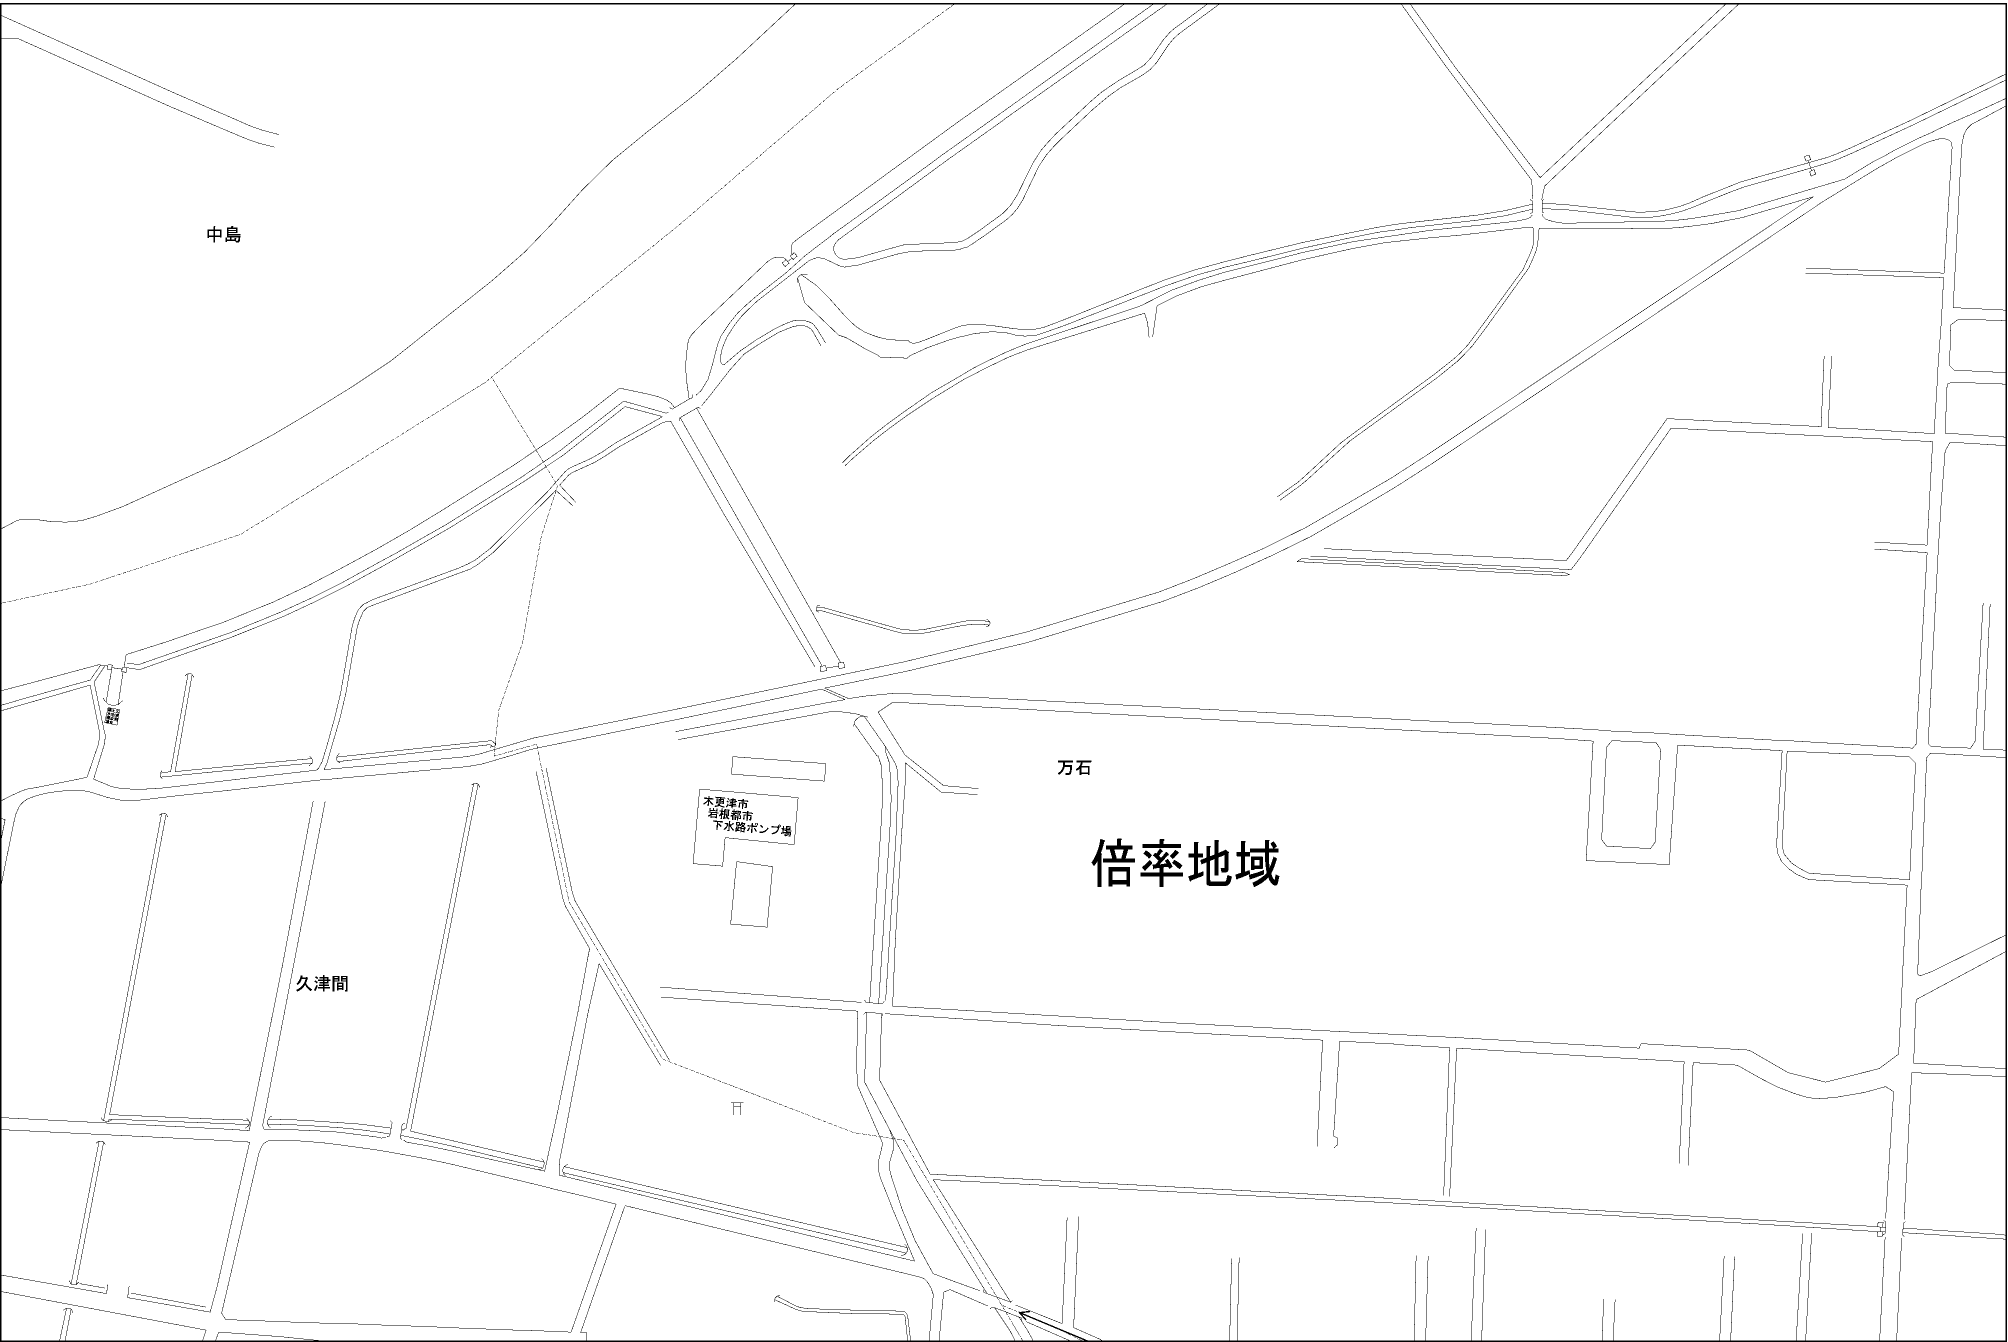 中島
万石
木更津市
岩根都市
下水路ポンプ場
倍率地域
久津間